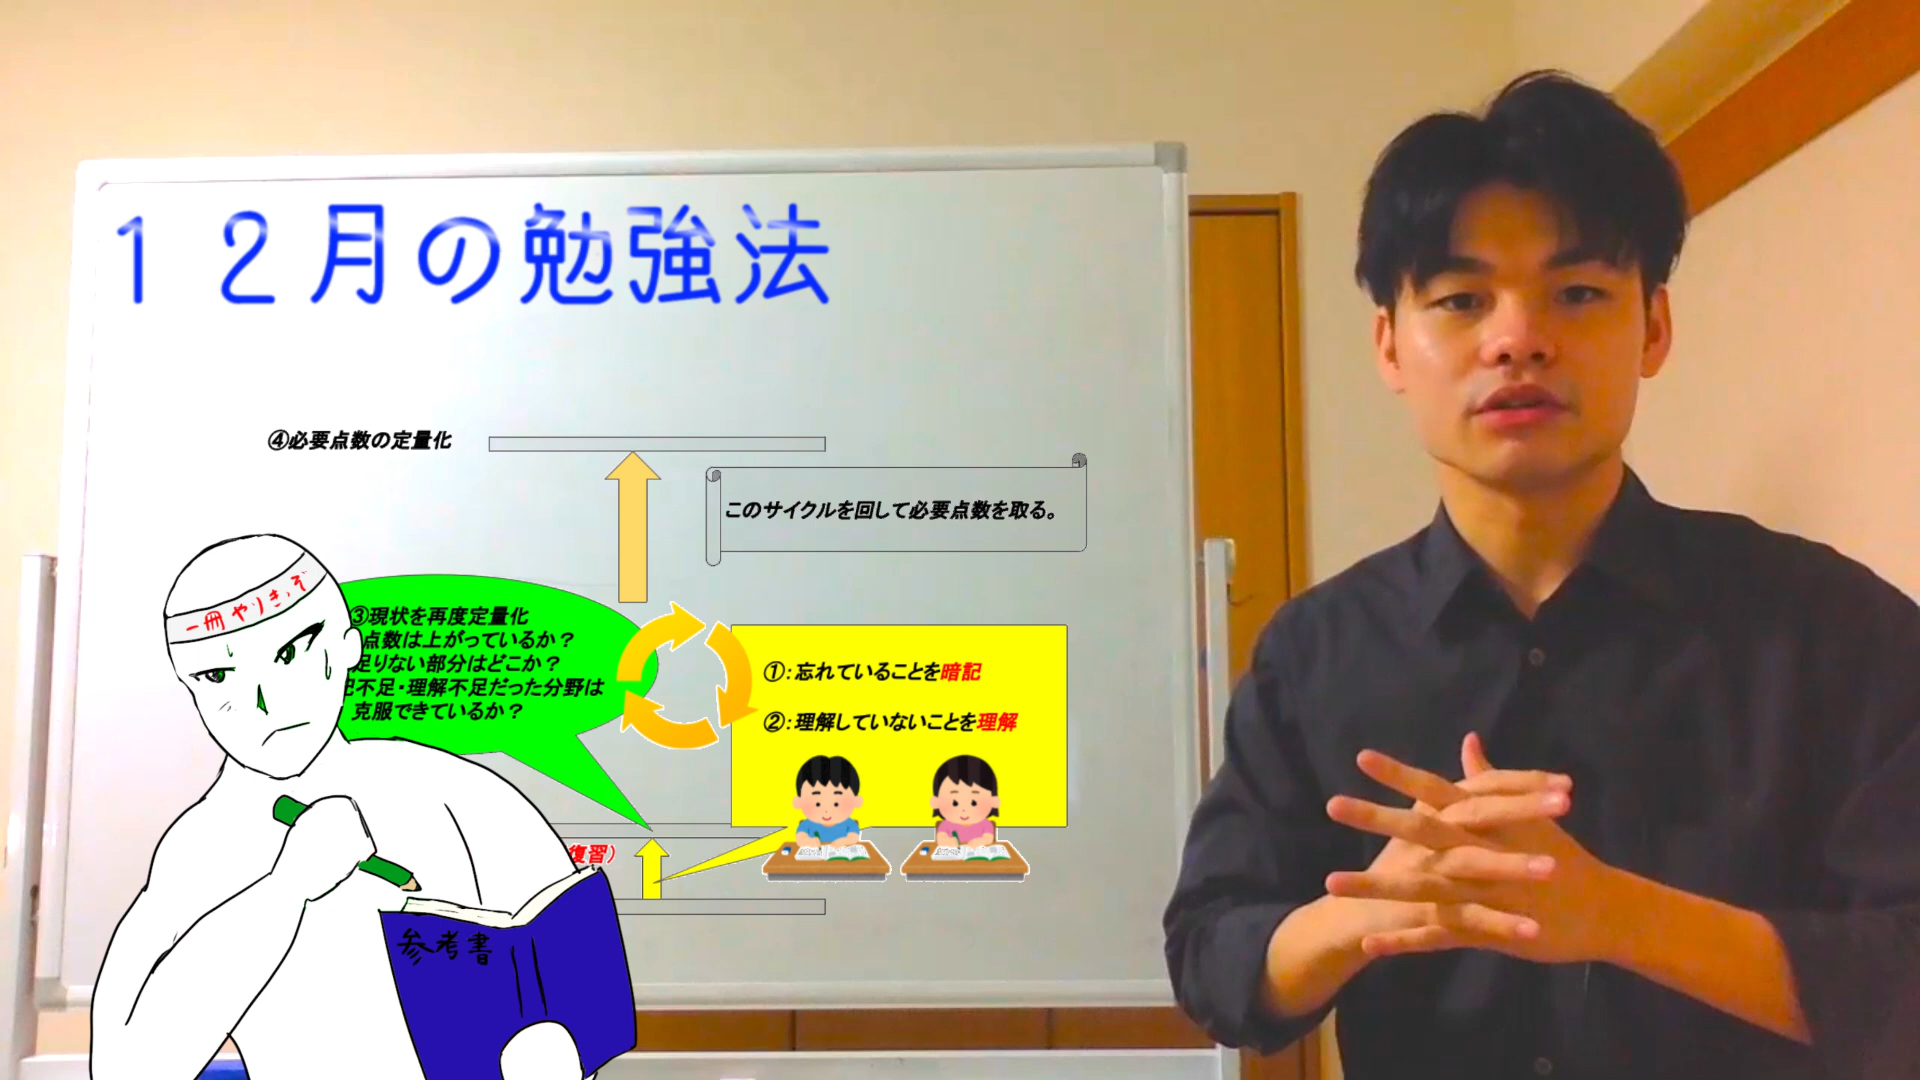 12月の勉強法
④必要点数の定量化
このサイクルを回して必要点数を取る。
一冊やりきっぞ
③現状を再度定量化
点数は上がっているか？
足りない部分はどこか？
不足・理解不足だった分野は
克服できているか？
①：忘れていることを暗記
②：理解していないことを理解
復習）
参考書